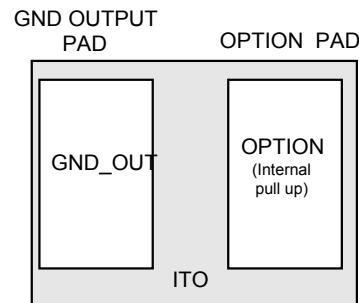 GND OUTPUT
PAD
OPTION PAD
GND_OUT
OPTION
(Internal
pull up)
ITO